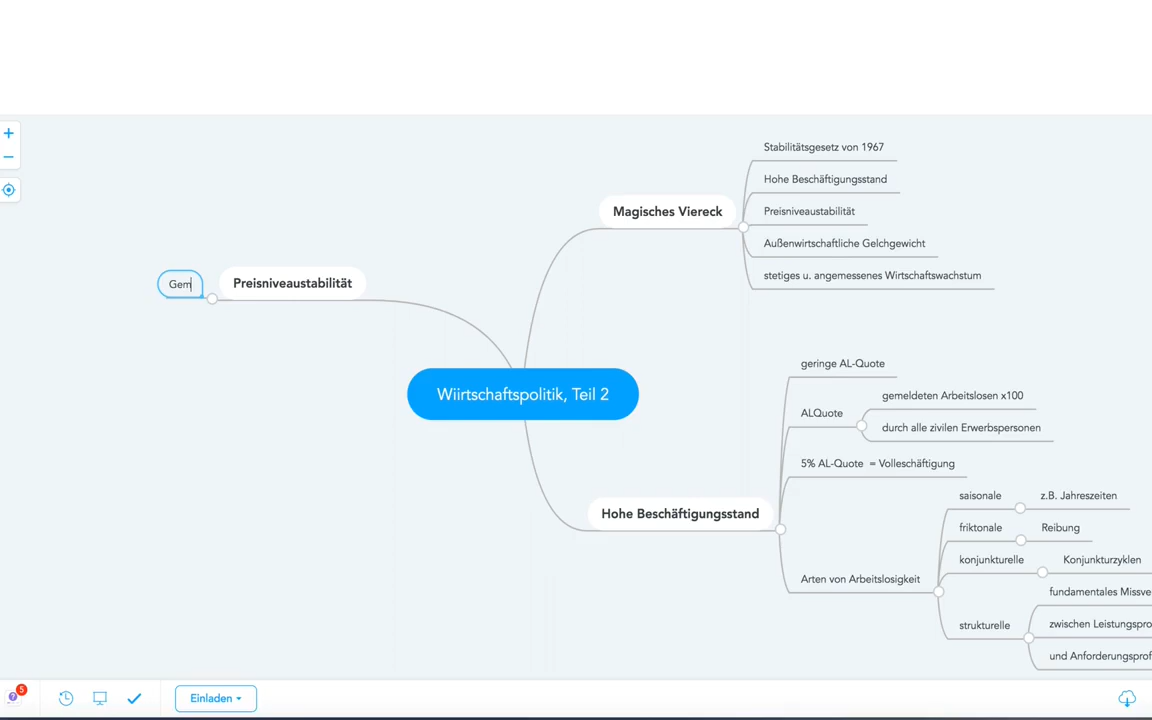 Stabilitätsgesetz von 1967
Hohe Beschäftigungsstand
Magisches Viereck
Preisniveaustabilität
Außenwirtschaftliche Gelchgewicht
stetiges u. angemessenes Wirtschaftswachstum
Gem
Preisniveaustabilität
Wiirtschaftspolitik, Teil 2
geringe AL-Quote
ALQuote
gemeldeten Arbeitslosen x100
durch alle zivilen Erwerbspersonen
5% AL-Quote = Volleschäftigung
Hohe Beschäftigungsstand
Arten von Arbeitslosigkeit
saisonale
z.B. Jahreszeiten
friktonale
Reibung
konjunkturelle
Konjunkturzyklen
strukturelle
fundamentales Missve
zwischen Leistungspro
und Anforderungsprof
5
Einladen